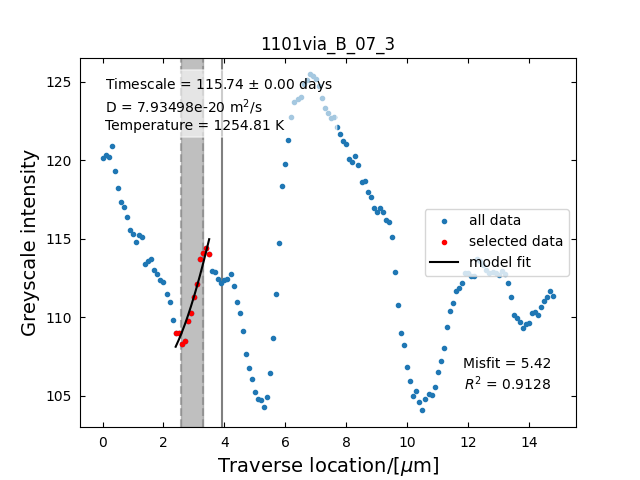 1101via_B_07_3
Timescale = 115.74 ± 0.00 days
D = 7.93498e-20 m²/s
Temperature = 1254.81 K
125
120
115
110
105
Greyscale intensity
all data
selected data
model fit
Misfit = 5.42
R² = 0.9128
0 2 4 6 8 10 12 14
Traverse location/[μm]